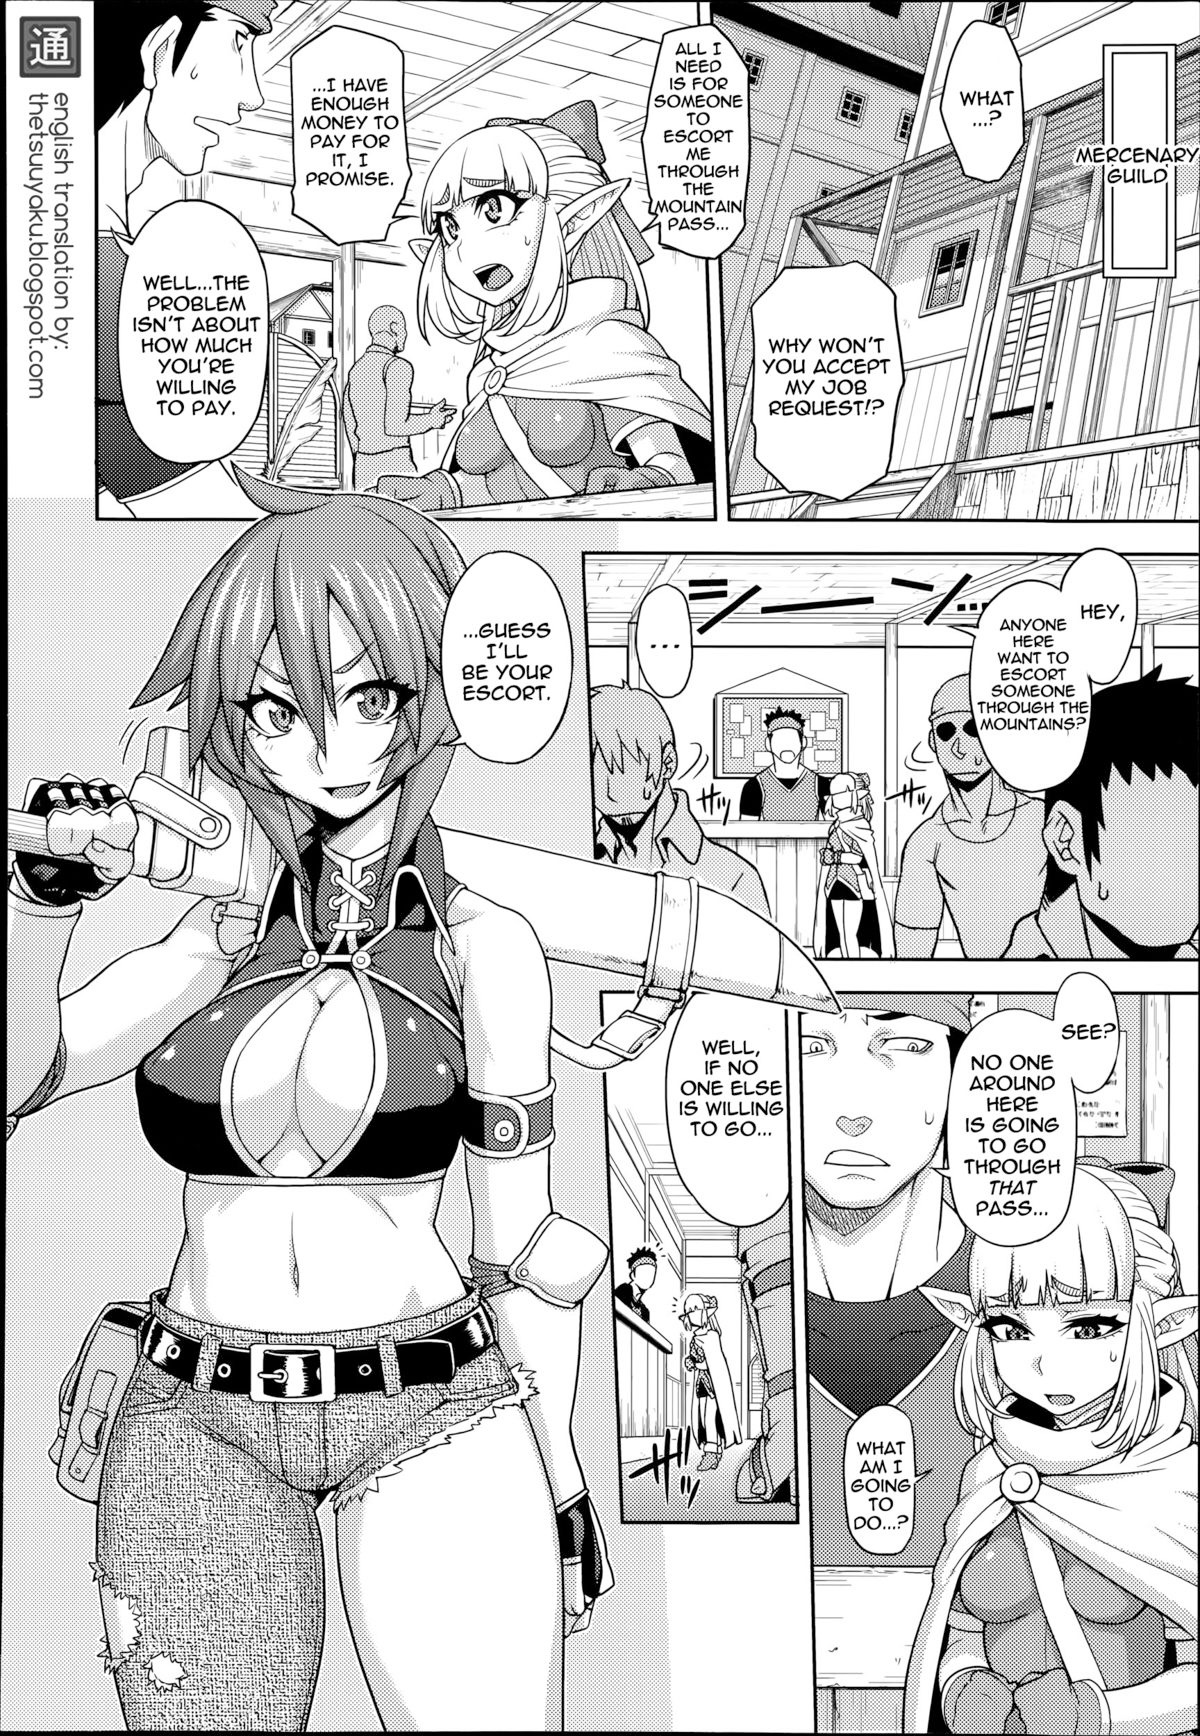 MERCENARY
GUILD
WHAT
...?
WHY WON'T
YOU ACCEPT
MY JOB
REQUEST!?
ALL I
NEED
IS FOR
SOMEONE
TO
ESCORT
ME
THROUGH
THE
MOUNTAIN
PASS...
...I HAVE
ENOUGH
MONEY TO
PAY FOR
IT, I
PROMISE.
WELL...THE
PROBLEM
ISN'T ABOUT
HOW MUCH
YOU'RE
WILLING
TO PAY.
通
english translation by:
thetsuuyaku.blogspot.com
HEY,
ANYONE
HERE
WANT TO
ESCORT
SOMEONE
THROUGH THE
MOUNTAINS?
...
ザッ
ザッ
SEE?
NO ONE
AROUND
HERE
IS GOING
TO GO
THROUGH
THAT
PASS...
WHAT
AM I
GOING
TO
DO...?
WELL,
IF NO
ONE ELSE
IS WILLING
TO GO...
...GUESS
I'LL
BE YOUR
ESCORT.